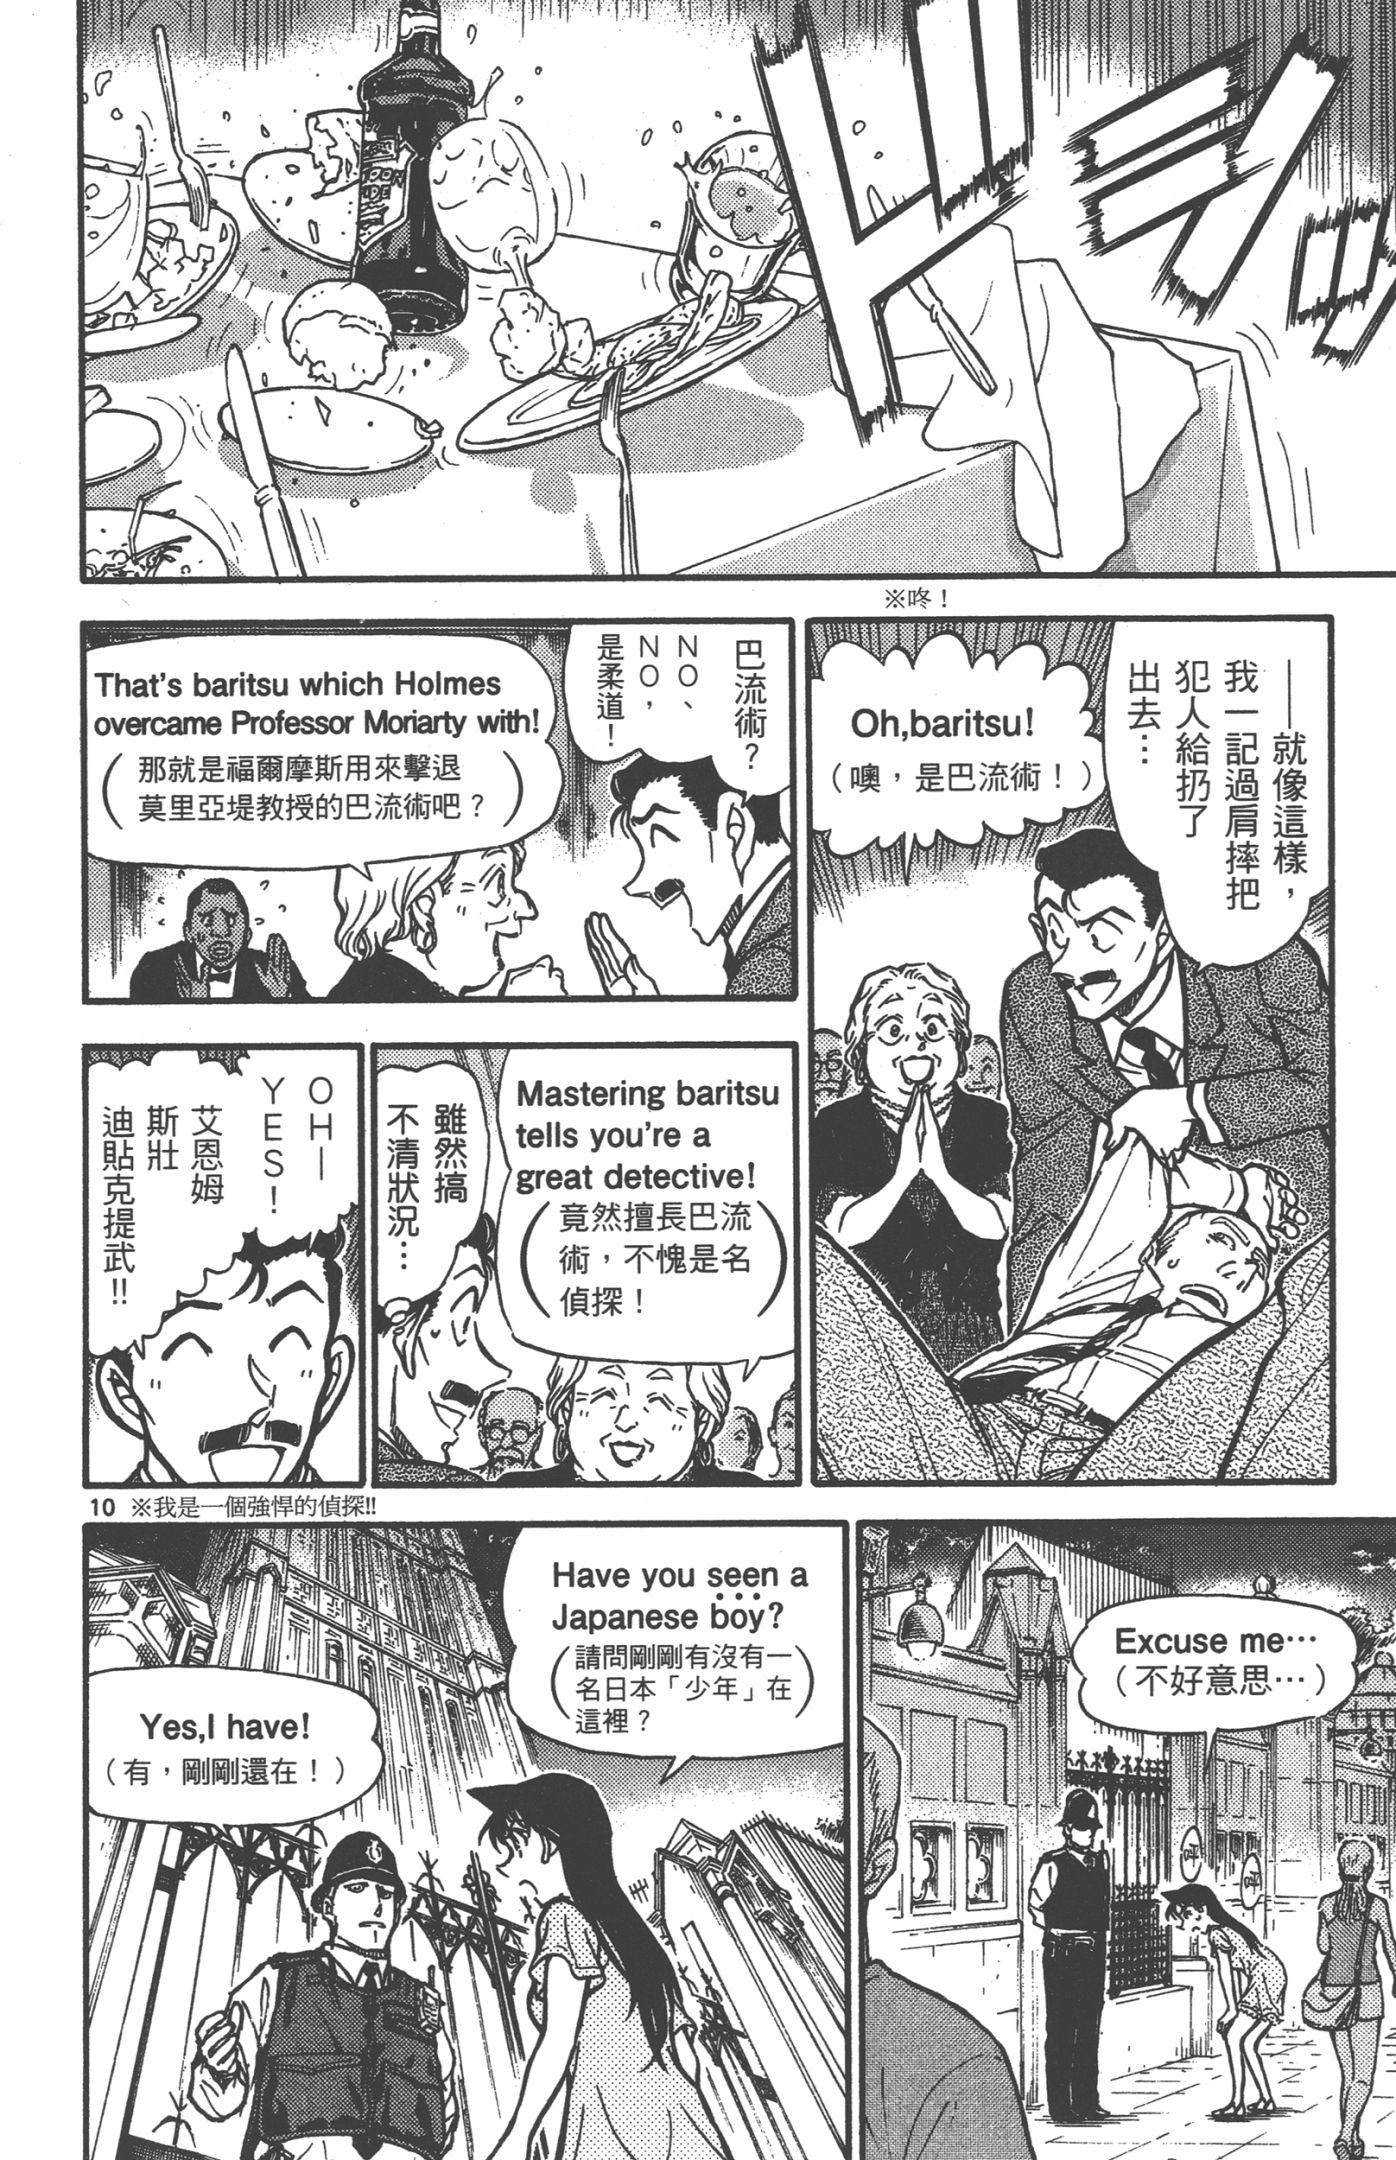 ドガシャッ
※咚！
──就像這樣，
我一記過肩摔把
犯人給扔了
出去…
Oh,baritsu!
（噢，是巴流術！）
巴流術？
ＮＯ、
ＮＯ，
是柔道！
That's baritsu which Holmes
overcame Professor Moriarty with!
（那就是福爾摩斯用來擊退
莫里亞堤教授的巴流術吧？）
Mastering baritsu
tells you're a
great detective!
（竟然擅長巴流
術，不愧是名
偵探！）
雖然搞
不清狀況…
ＯＨ—
ＹＥＳ！
艾恩姆
斯壯
迪貼克提武!!
10 ※我是一個強悍的偵探!!
Excuse me…
（不好意思…）
呼
呼
Have you seen a
Japanese boy?
（請問剛剛有沒有一
名日本「少年」在
這裡？）
Yes,I have!
（有，剛剛還在！）